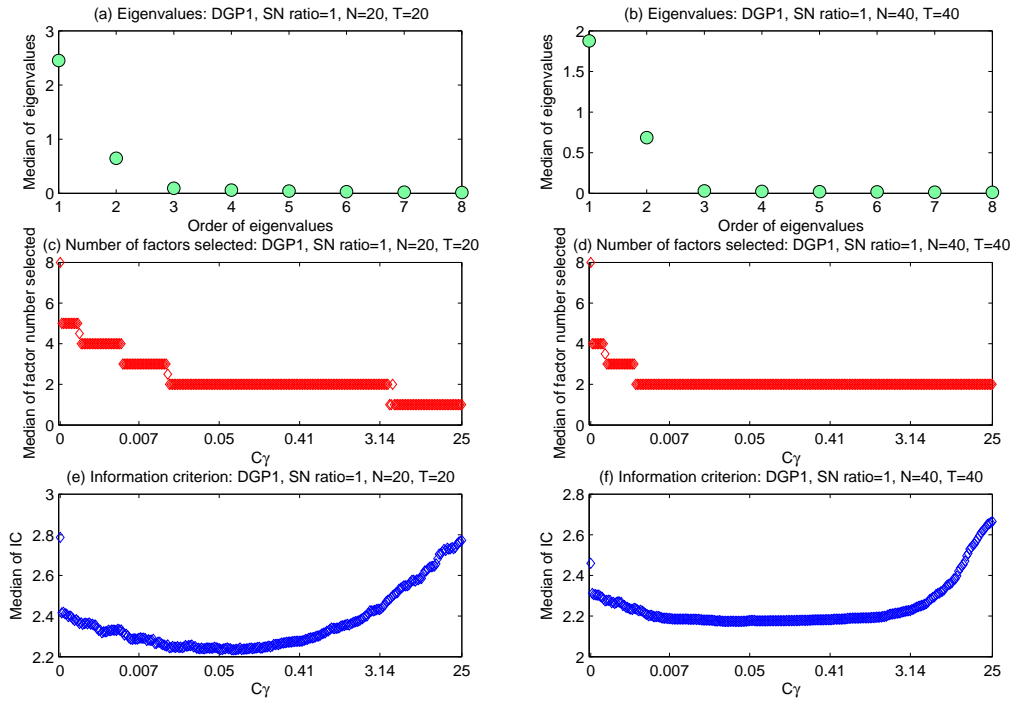 (a) Eigenvalues: DGP1, SN ratio=1, N=20, T=20
3
2
1
0
Median of eigenvalues
1 2 3 4 5 6 7 8
Order of eigenvalues
(b) Eigenvalues: DGP1, SN ratio=1, N=40, T=40
2
1.5
1
0.5
0
Median of eigenvalues
1 2 3 4 5 6 7 8
Order of eigenvalues
(c) Number of factors selected: DGP1, SN ratio=1, N=20, T=20
8
6
4
2
0
Median of factor number selected
0 0.007 0.05 0.41 3.14 25
Cγ
(d) Number of factors selected: DGP1, SN ratio=1, N=40, T=40
8
6
4
2
0
Median of factor number selected
0 0.007 0.05 0.41 3.14 25
Cγ
(e) Information criterion: DGP1, SN ratio=1, N=20, T=20
3
2.8
2.6
2.4
2.2
Median of IC
0 0.007 0.05 0.41 3.14 25
Cγ
(f) Information criterion: DGP1, SN ratio=1, N=40, T=40
2.8
2.6
2.4
2.2
2
Median of IC
0 0.007 0.05 0.41 3.14 25
Cγ